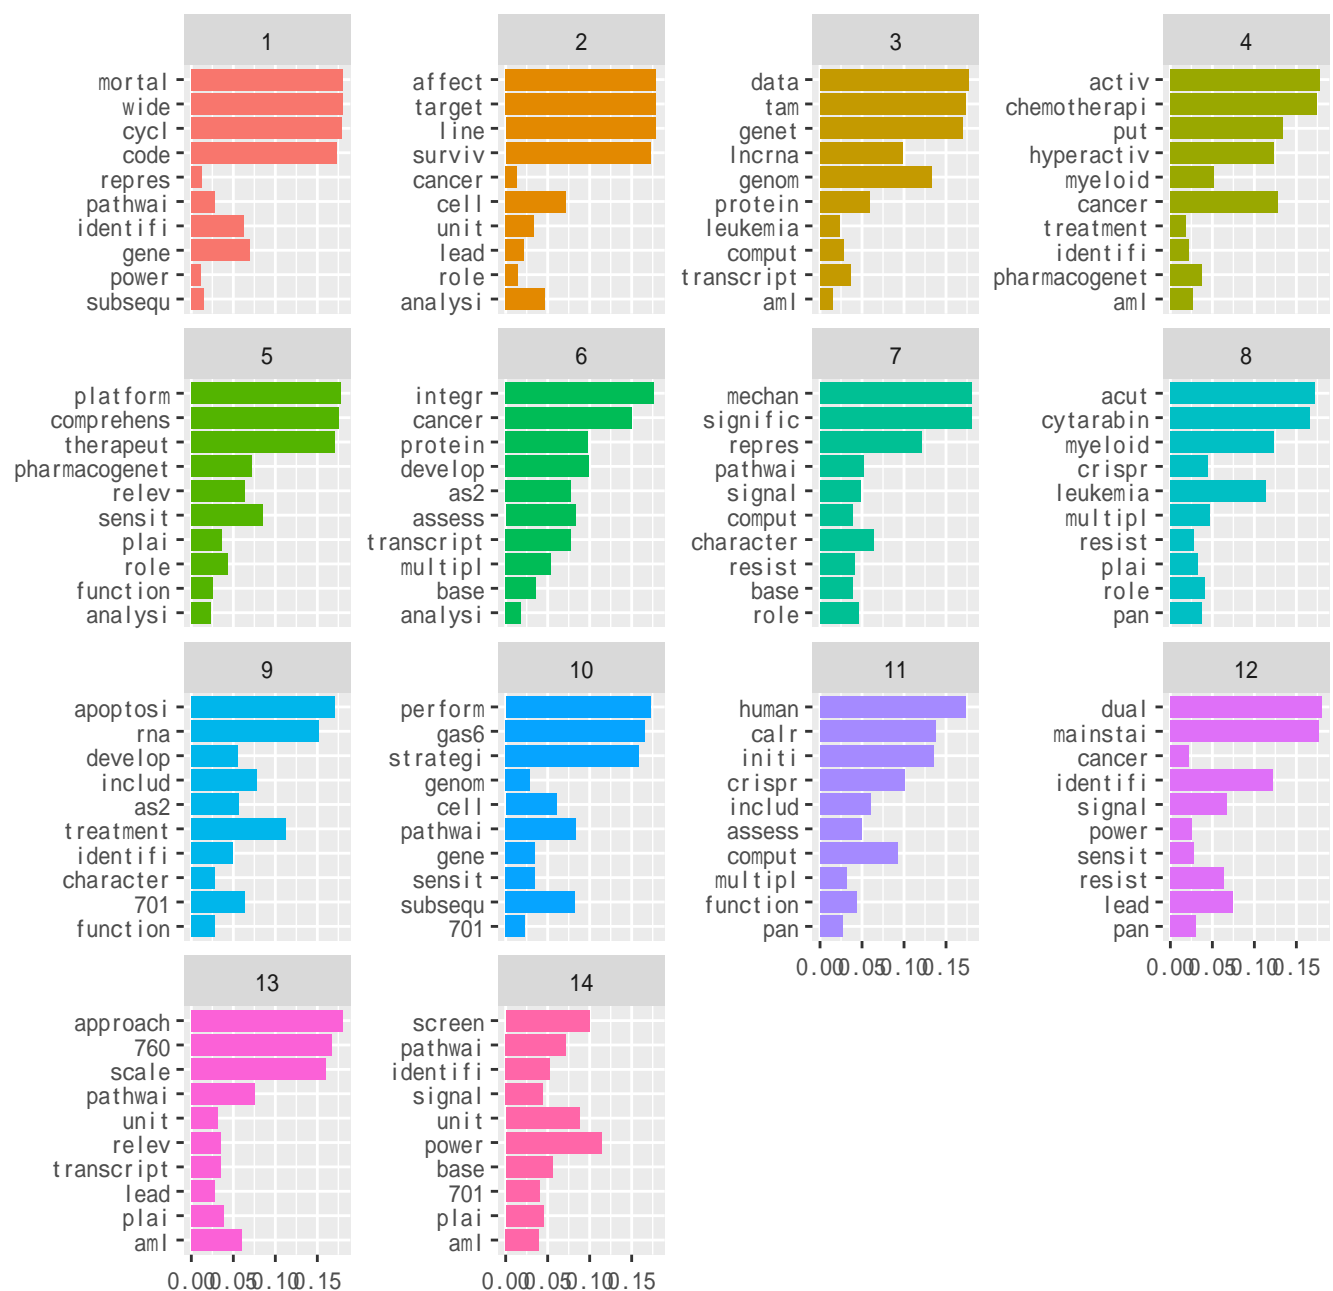 1
mortal
wide
cycl
code
repres
pathwai
identifi
gene
power
subsequ
2
affect
target
line
surviv
cancer
cell
unit
lead
role
analysi
3
data
tam
genet
lncrna
genom
protein
leukemia
comput
transcript
aml
4
activ
chemotherapi
put
hyperactiv
myeloid
cancer
treatment
identifi
pharmacogenet
aml
5
platform
comprehens
therapeut
pharmacogenet
relev
sensit
plai
role
function
analysi
6
integr
cancer
protein
develop
as2
assess
transcript
multipl
base
analysi
7
mechan
signific
repres
pathwai
signal
comput
character
resist
base
role
8
acut
cytarabin
myeloid
crispr
leukemia
multipl
resist
plai
role
pan
9
apoptosi
rna
develop
includ
as2
treatment
identifi
character
701
function
10
perform
gas6
strategi
genom
cell
pathwai
gene
sensit
subsequ
701
11
human
calr
initi
crispr
includ
assess
comput
multipl
function
pan
0.00 0.05 0.10 0.15
12
dual
mainstai
cancer
identifi
signal
power
sensit
resist
lead
pan
0.00 0.05 0.10 0.15
13
approach
760
scale
pathwai
unit
relev
transcript
lead
plai
aml
0.00 0.05 0.10 0.15
14
screen
pathwai
identifi
signal
unit
power
base
701
plai
aml
0.00 0.05 0.10 0.15